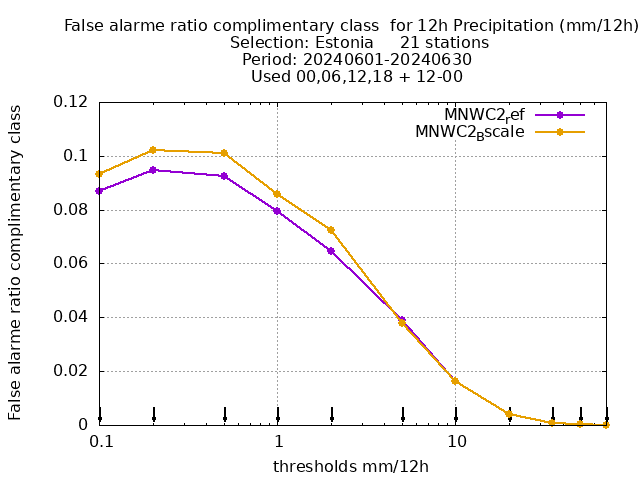 False alarme ratio complimentary class  for 12h Precipitation (mm/12h)
Selection: Estonia     21 stations
Period: 20240601-20240630
Used 00,06,12,18 + 12-00
MNWC2ref
MNWC2Bscale
False alarme ratio complimentary class
0.12
0.1
0.08
0.06
0.04
0.02
0
0.1 1 10
thresholds mm/12h